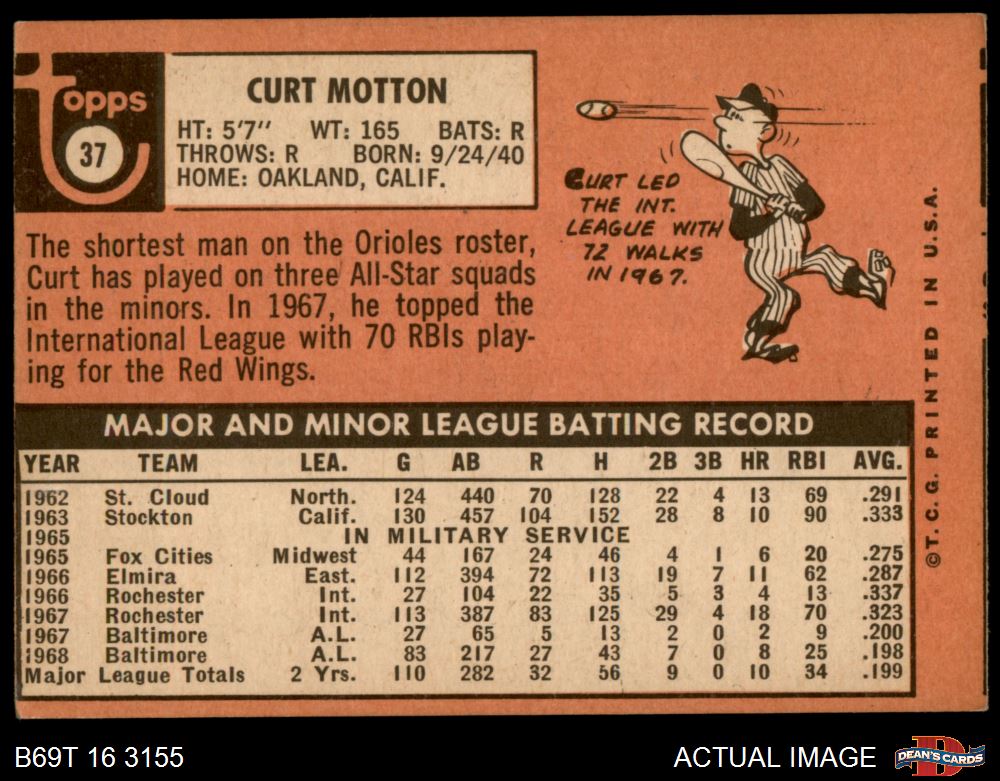 Topps
37
CURT MOTTON
HT: 5'7" WT: 165 BATS: R
THROWS: R BORN: 9/24/40
HOME: OAKLAND, CALIF.
CURT LED
THE INT.
LEAGUE WITH
72 WALKS
IN 1967.
The shortest man on the Orioles roster,
Curt has played on three All-Star squads
in the minors. In 1967, he topped the
International League with 70 RBIs play-
ing for the Red Wings.
MAJOR AND MINOR LEAGUE BATTING RECORD
YEAR TEAM LEA. G AB R H 2B 3B HR RBI AVG.
1962 St. Cloud North. 124 440 70 128 22 4 13 69 .291
1963 Stockton Calif. 130 457 104 152 28 8 10 90 .333
1965 IN MILITARY SERVICE
1965 Fox Cities Midwest 44 167 24 46 4 1 6 20 .275
1966 Elmira East. 112 394 72 113 19 7 11 62 .287
1966 Rochester Int. 27 104 22 35 5 3 4 13 .337
1967 Rochester Int. 113 387 83 125 29 4 18 70 .323
1967 Baltimore A.L. 27 65 5 13 2 0 2 9 .200
1968 Baltimore A.L. 83 217 27 43 7 0 8 25 .198
Major League Totals 2 Yrs. 110 282 32 56 9 0 10 34 .199
©T. C. G. PRINTED IN U.S.A.
B69T 16 3155
ACTUAL IMAGE
D
DEAN'S CARDS